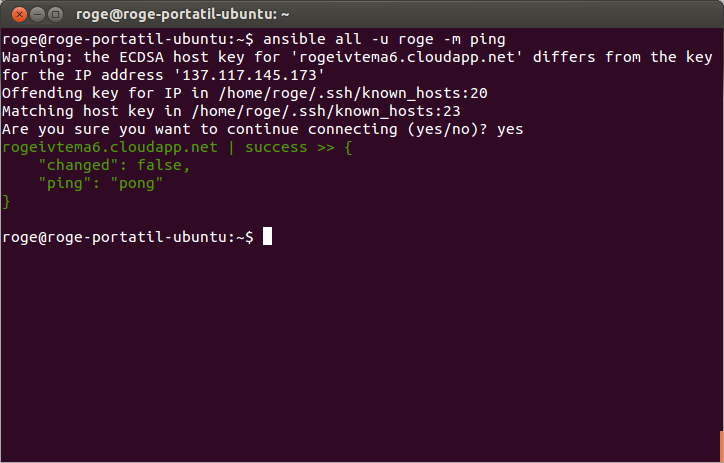 roge@roge-portatil-ubuntu: ~
roge@roge-portatil-ubuntu:~$ ansible all -u roge -m ping
Warning: the ECDSA host key for 'rogeivtema6.cloudapp.net' differs from the key
for the IP address '137.117.145.173'
Offending key for IP in /home/roge/.ssh/known_hosts:20
Matching host key in /home/roge/.ssh/known_hosts:23
Are you sure you want to continue connecting (yes/no)? yes
rogeivtema6.cloudapp.net | success >> {
    "changed": false,
    "ping": "pong"
}
roge@roge-portatil-ubuntu:~$